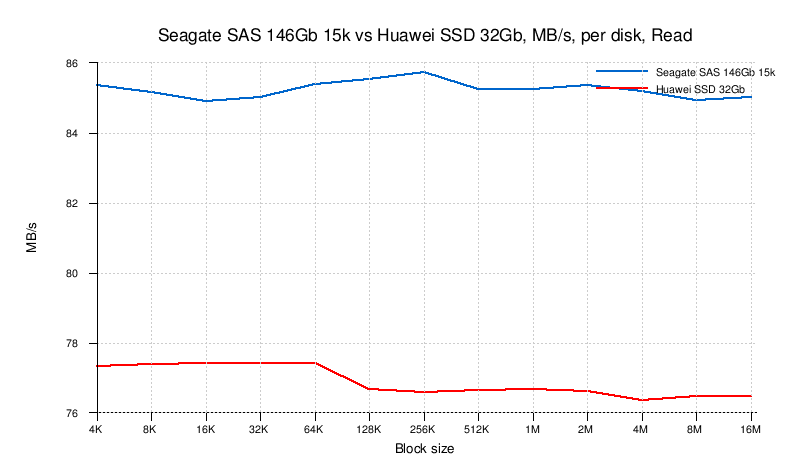 Seagate SAS 146Gb 15k vs Huawei SSD 32Gb, MB/s, per disk, Read
Seagate SAS 146Gb 15k
Huawei SSD 32Gb
MB/s
86
84
82
80
78
76
4K 8K 16K 32K 64K 128K 256K 512K 1M 2M 4M 8M 16M
Block size